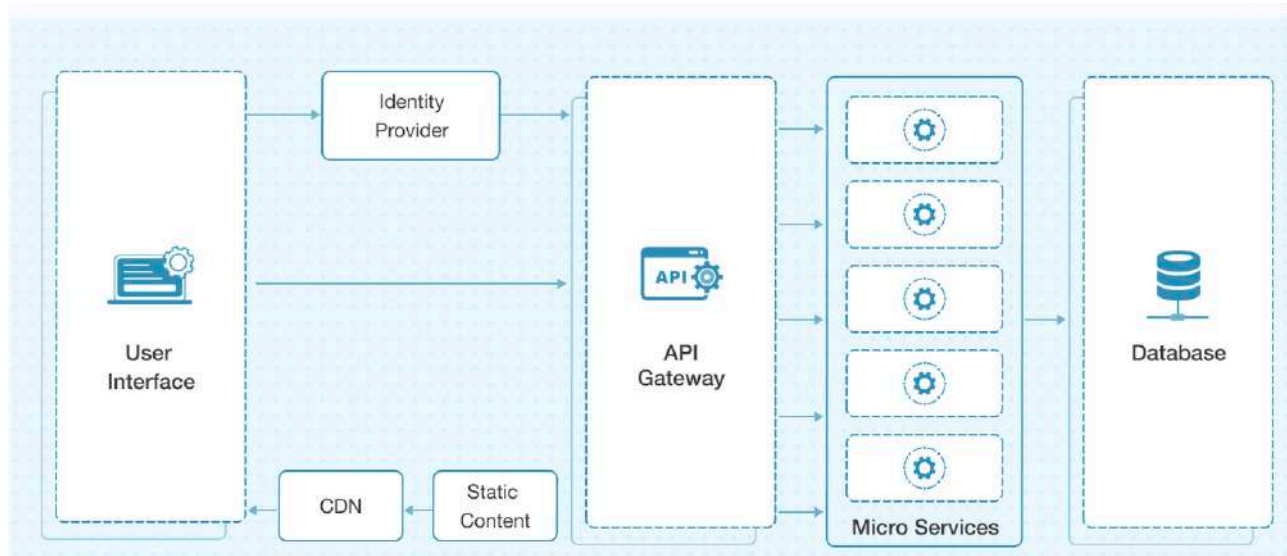 Identity
Provider
User
Interface
API
API
Gateway
Micro Services
Database
CDN
Static
Content